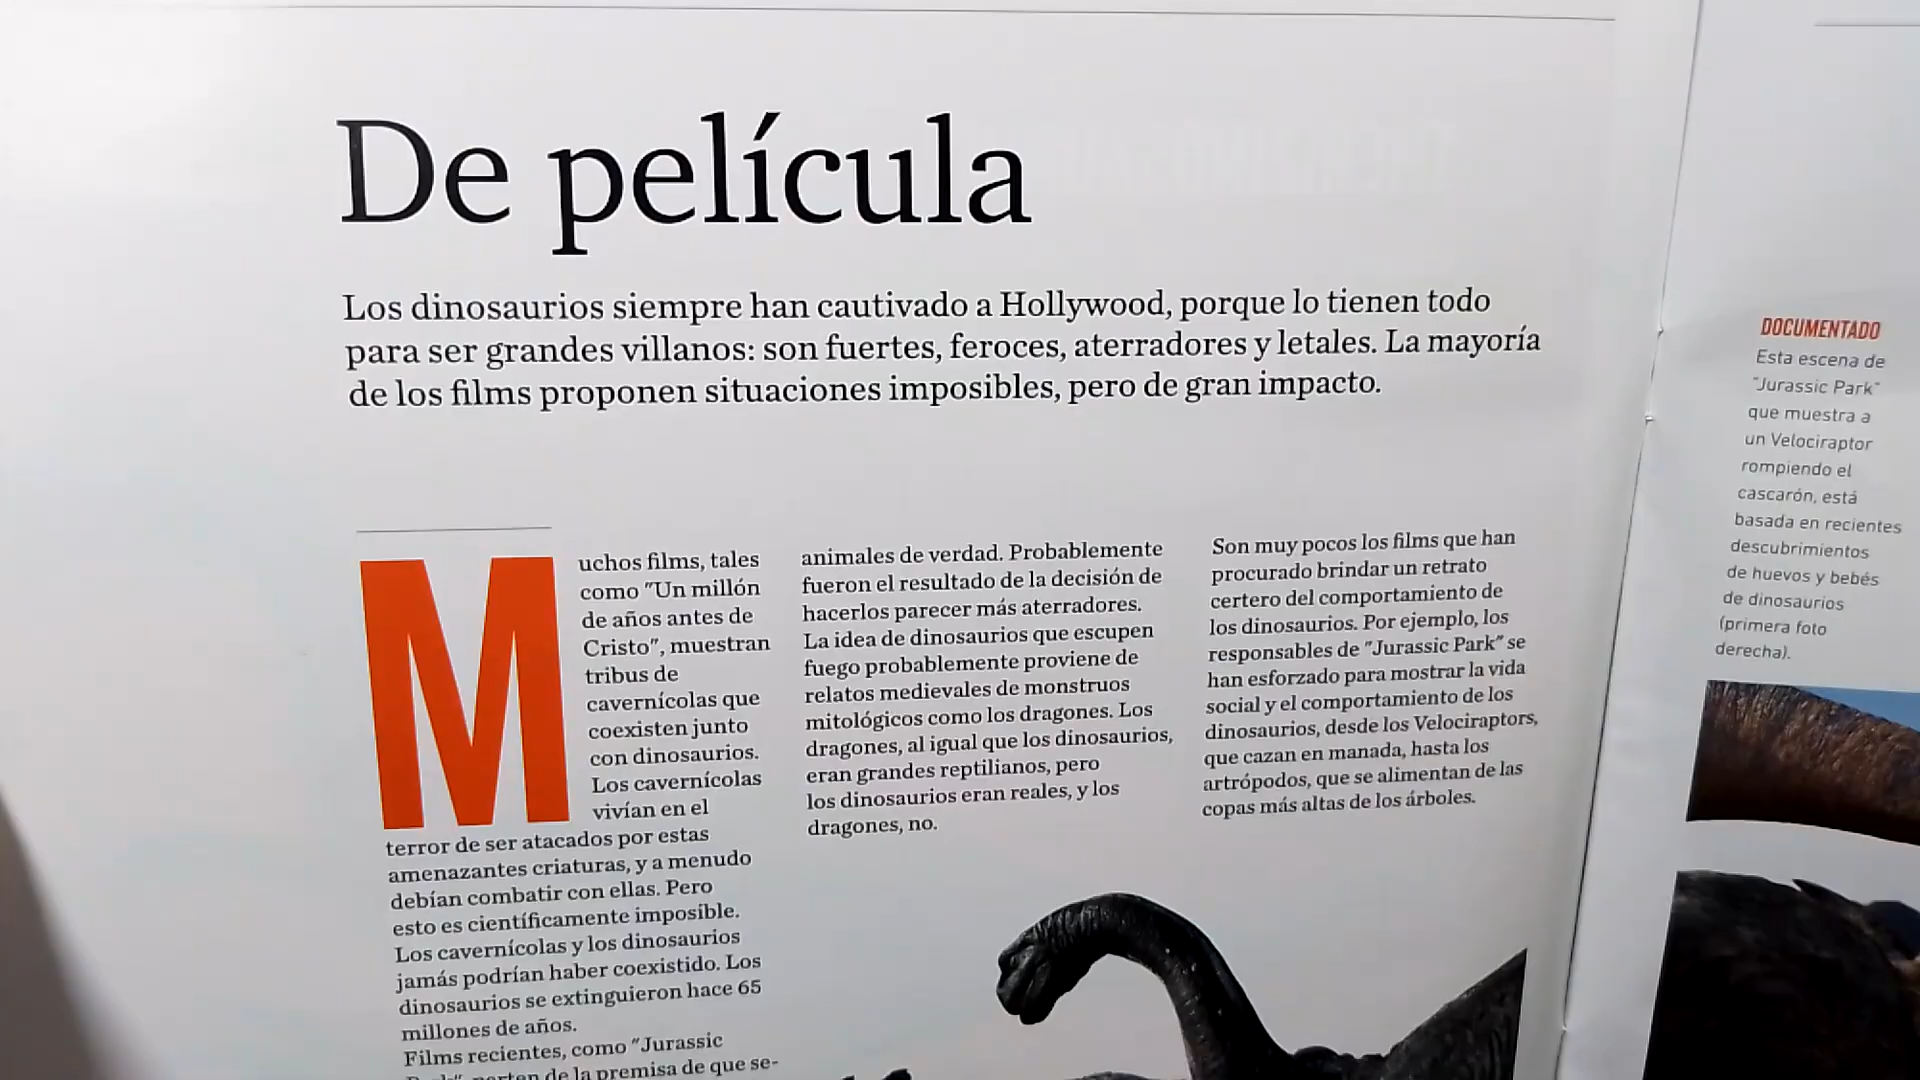 De película
Los dinosaurios siempre han cautivado a Hollywood, porque lo tienen todo
para ser grandes villanos: son fuertes, feroces, aterradores y letales. La mayoría
de los films proponen situaciones imposibles, pero de gran impacto.
Muchos films, tales
como "Un millón
de años antes de
Cristo", muestran
tribus de
cavernícolas que
coexisten junto
con dinosaurios.
Los cavernícolas
vivían en el
terror de ser atacados por estas
amenazantes criaturas, y a menudo
debían combatir con ellas. Pero
esto es científicamente imposible.
Los cavernícolas y los dinosaurios
jamás podrían haber coexistido. Los
dinosaurios se extinguieron hace 65
millones de años.
Films recientes, como "Jurassic
parten de la premisa de que se-
animales de verdad. Probablemente
fueron el resultado de la decisión de
hacerlos parecer más aterradores.
La idea de dinosaurios que escupen
fuego probablemente proviene de
relatos medievales de monstruos
mitológicos como los dragones. Los
dragones, al igual que los dinosaurios,
eran grandes reptilianos, pero
los dinosaurios eran reales, y los
dragones, no.
Son muy pocos los films que han
procurado brindar un retrato
certero del comportamiento de
los dinosaurios. Por ejemplo, los
responsables de "Jurassic Park" se
han esforzado para mostrar la vida
social y el comportamiento de los
dinosaurios, desde los Velociraptors,
que cazan en manada, hasta los
artrópodos, que se alimentan de las
copas más altas de los árboles.
DOCUMENTADO
Esta escena de
"Jurassic Park"
que muestra a
un Velociraptor
rompiendo el
cascarón, está
basada en recientes
descubrimientos
de huevos y bebés
de dinosaurios
(primera foto
derecha).